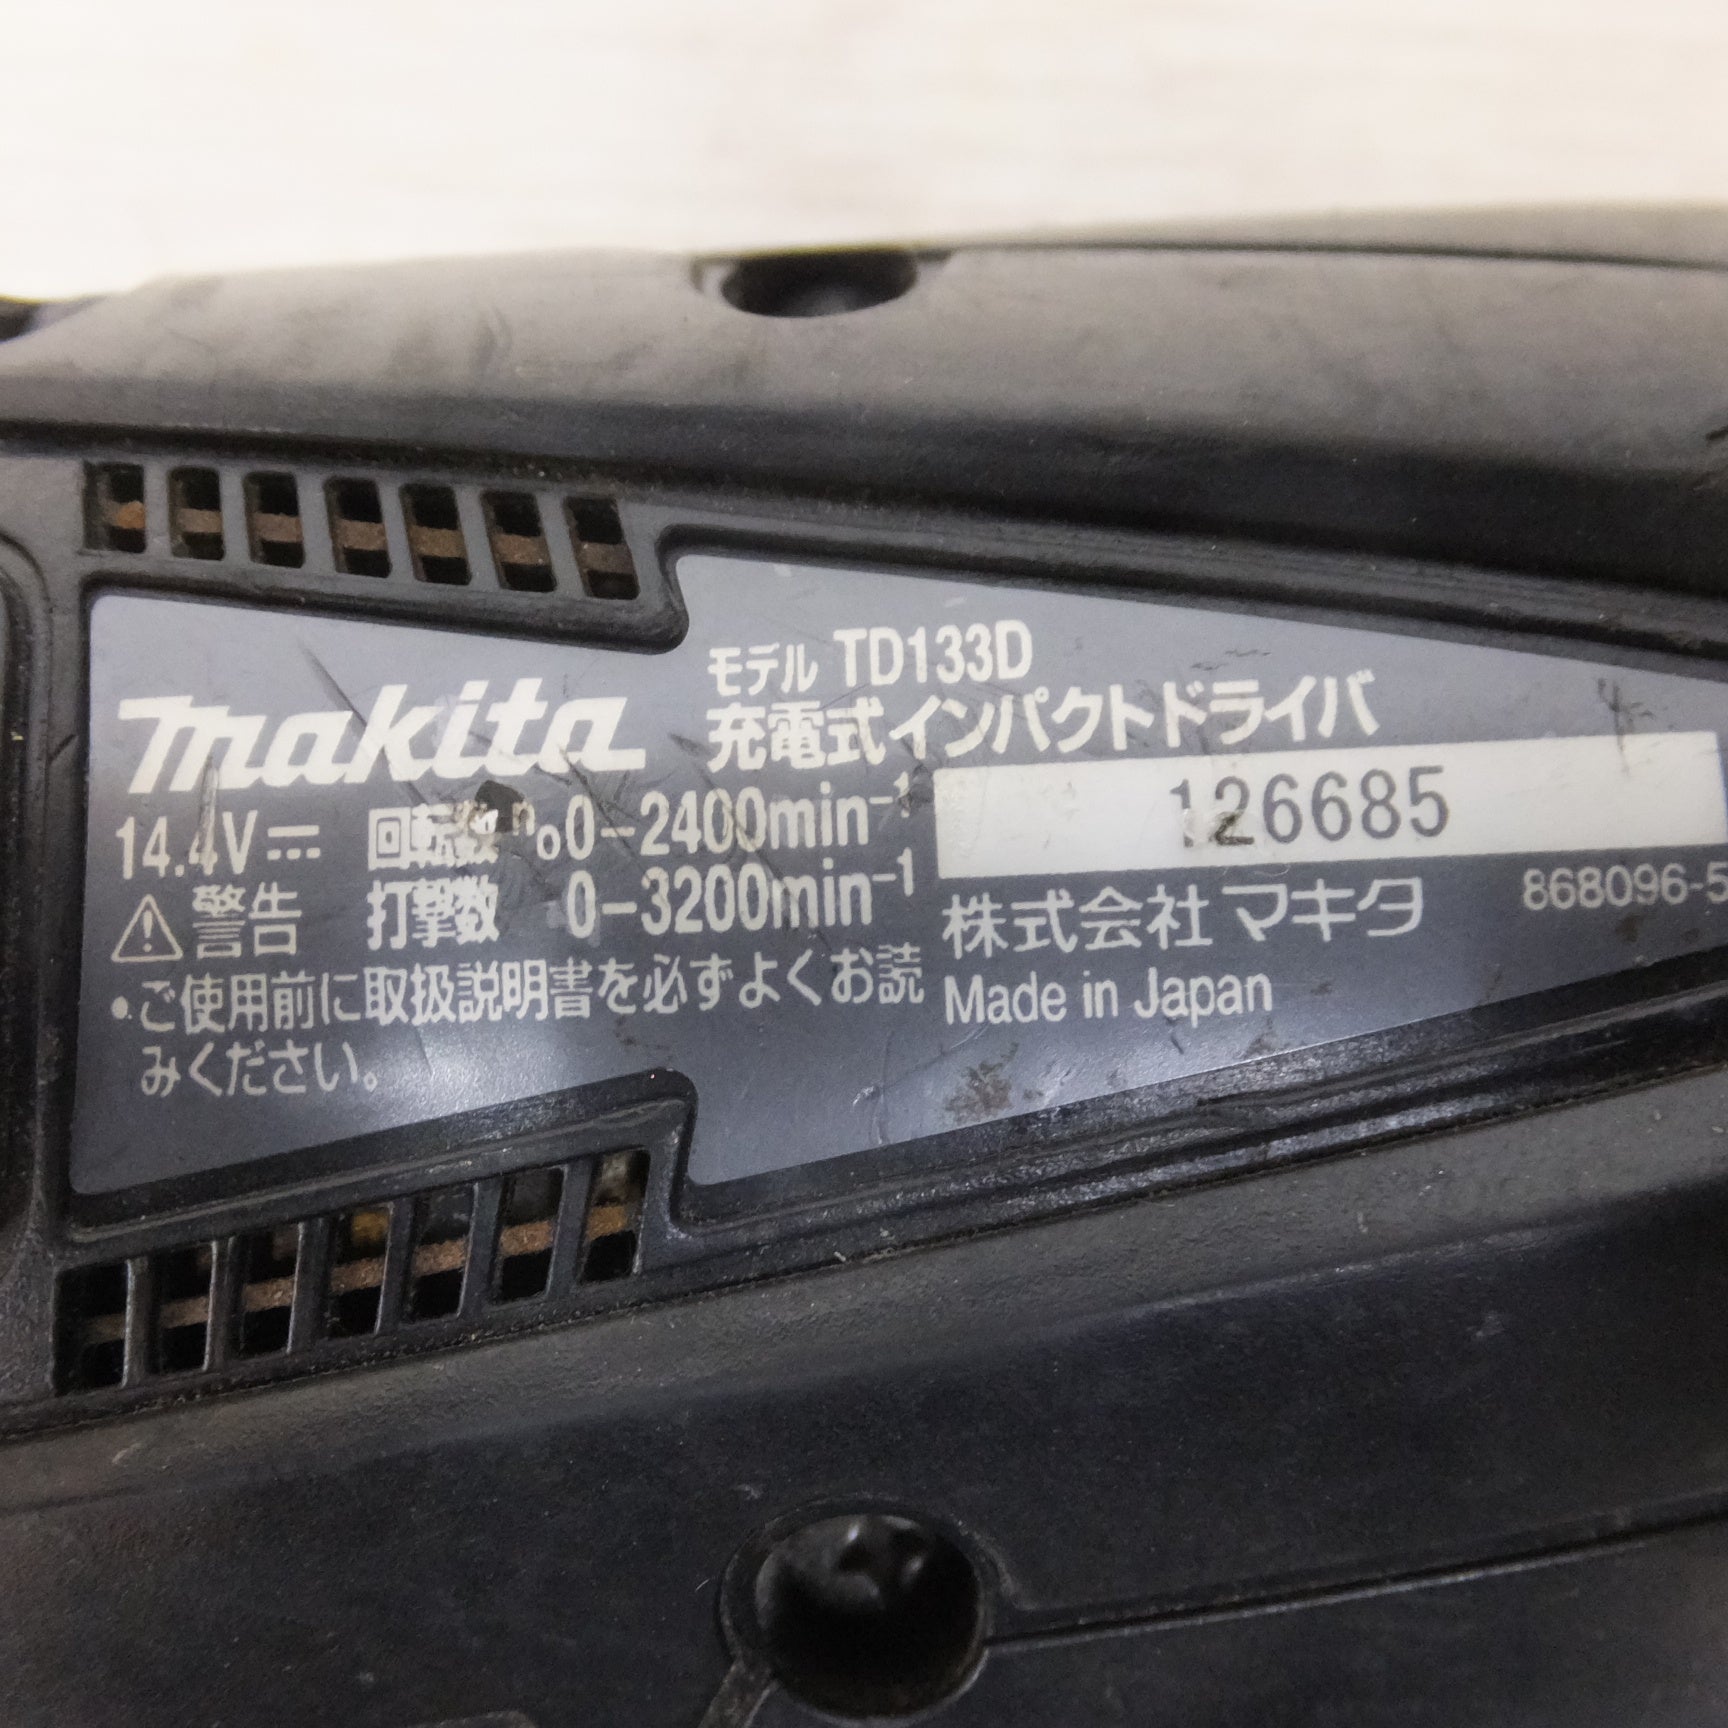 makita
モデル TD133D
充電式インパクトドライバ
14.4V⎓ 回転数 n₀0-2400min⁻¹
打撃数 0-3200min⁻¹
⚠警告
•ご使用前に取扱説明書を必ずよくお読
みください。
126685
株式会社マキタ 868096-5
Made in Japan